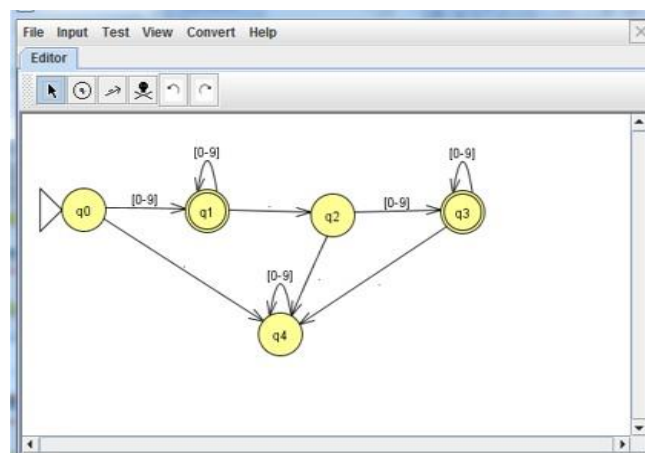 File Input Test View Convert Help
Editor
[0-9] [0-9]
q0 [0-9] q1 . q2 [0-9] q3
. . .
[0-9]
q4